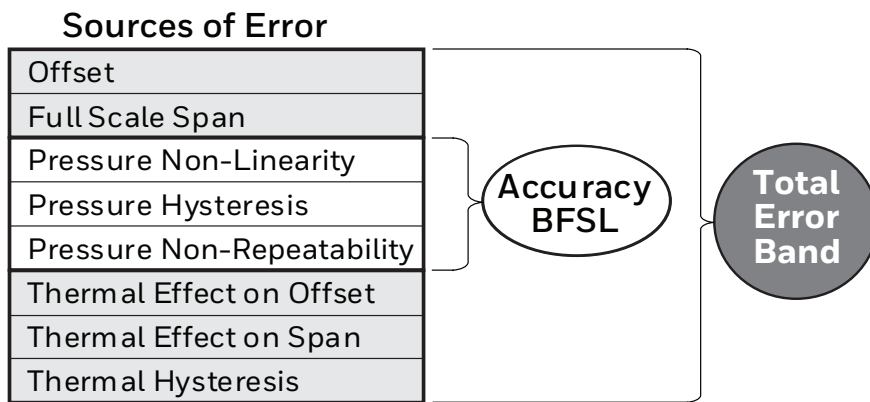 Sources of Error
Offset
Full Scale Span
Pressure Non-Linearity
Pressure Hysteresis
Pressure Non-Repeatability
Thermal Effect on Offset
Thermal Effect on Span
Thermal Hysteresis
Accuracy
BFSL
Total
Error
Band